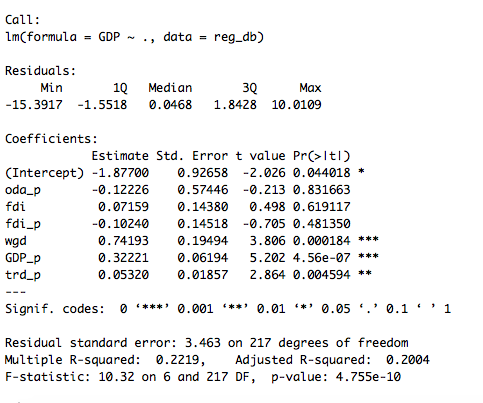 Call:
lm(formula = GDP ~ ., data = reg_db)
Residuals:
Min 1Q Median 3Q Max
-15.3917 -1.5518 0.0468 1.8428 10.0109
Coefficients:
Estimate Std. Error t value Pr(>|t|)
(Intercept) -1.87700 0.92658 -2.026 0.044018 *
oda_p -0.12226 0.57446 -0.213 0.831663
fdi 0.07159 0.14380 0.498 0.619117
fdi_p -0.10240 0.14518 -0.705 0.481350
wgd 0.74193 0.19494 3.806 0.000184 ***
GDP_p 0.32221 0.06194 5.202 4.56e-07 ***
trd_p 0.05320 0.01857 2.864 0.004594 **
---
Signif. codes: 0 ‘***’ 0.001 ‘**’ 0.01 ‘*’ 0.05 ‘.’ 0.1 ‘ ’ 1
Residual standard error: 3.463 on 217 degrees of freedom
Multiple R-squared: 0.2219, Adjusted R-squared: 0.2004
F-statistic: 10.32 on 6 and 217 DF, p-value: 4.755e-10